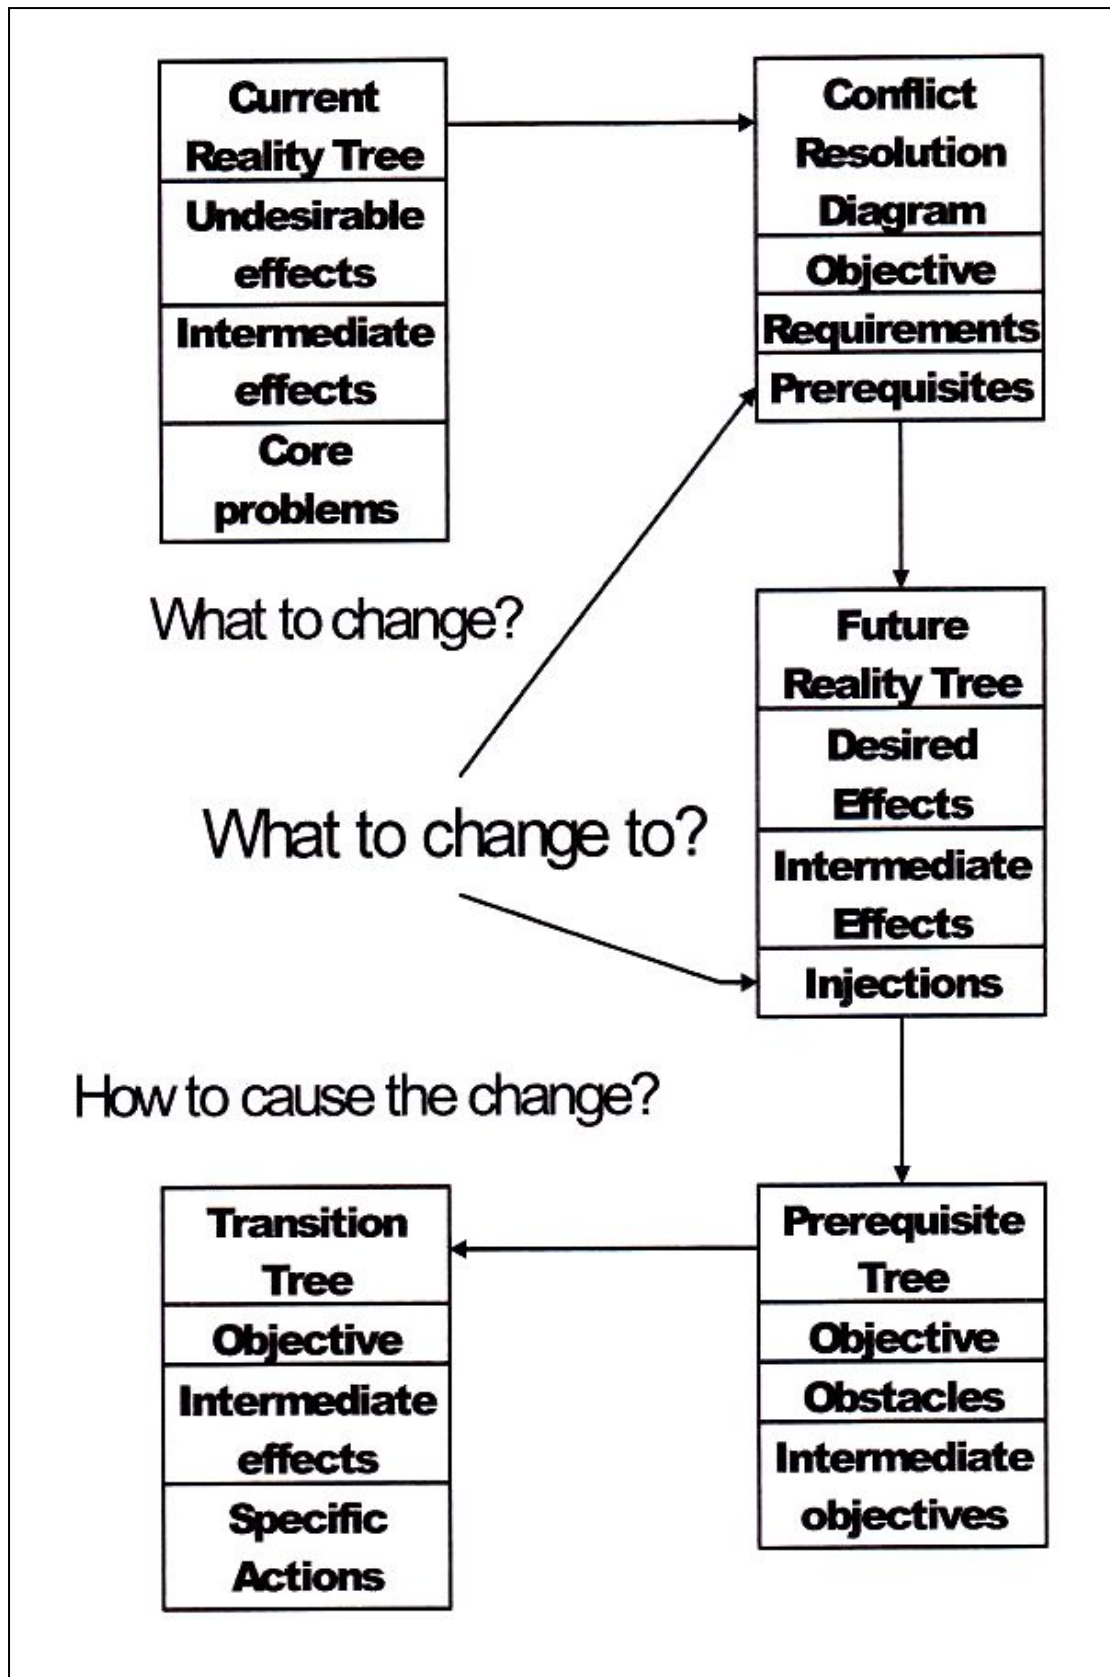 Current
Reality Tree
Undesirable
effects
Intermediate
effects
Core
problems
Conflict
Resolution
Diagram
Objective
Requirements
Prerequisites
What to change?
What to change to?
Future
Reality Tree
Desired
Effects
Intermediate
Effects
Injections
How to cause the change?
Transition
Tree
Objective
Intermediate
effects
Specific
Actions
Prerequisite
Tree
Objective
Obstacles
Intermediate
objectives